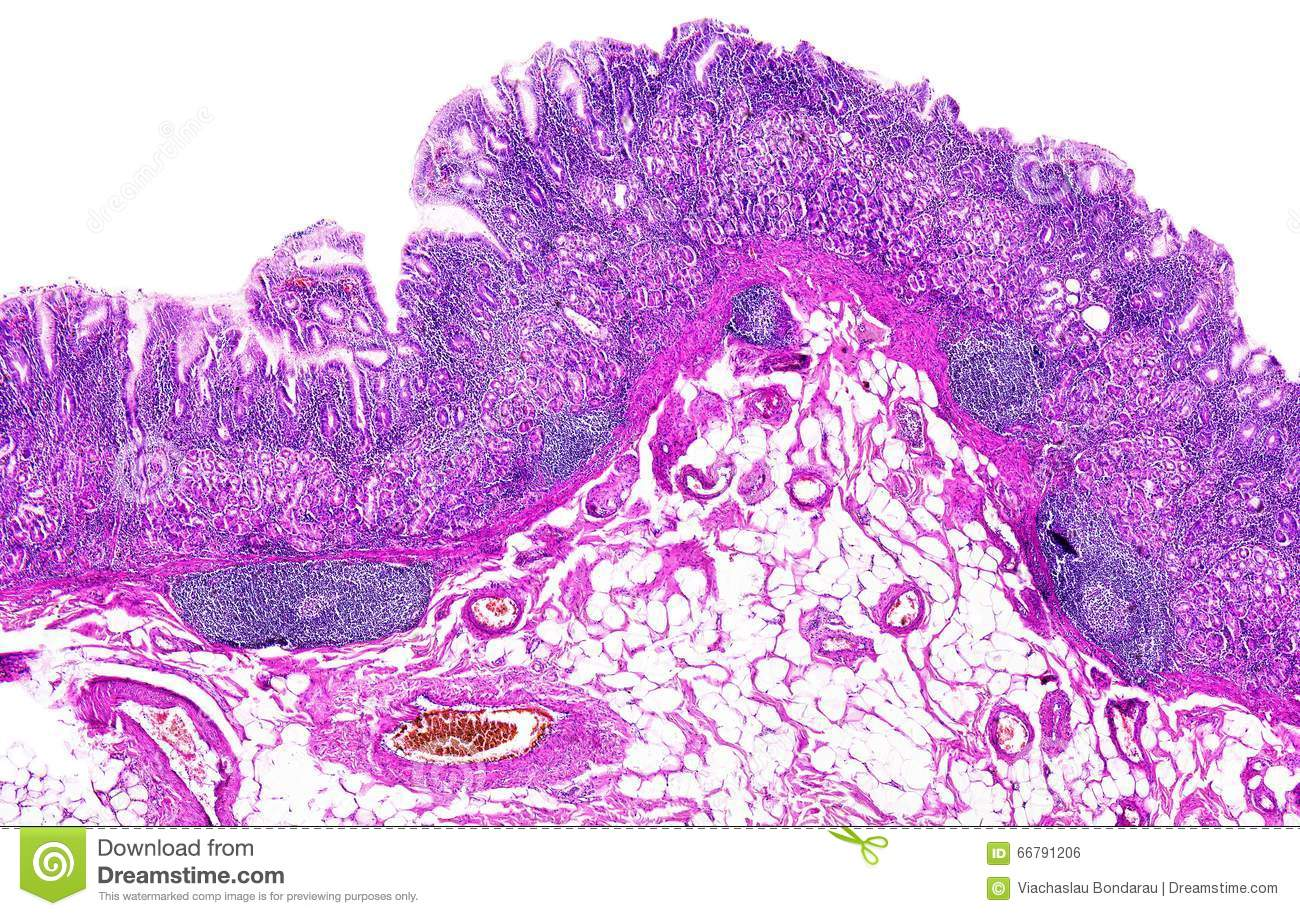 dreamstime
Download from
Dreamstime.com
This watermarked comp image is for previewing purposes only.
ID 66791206
© Viachaslau Bondarau | Dreamstime.com